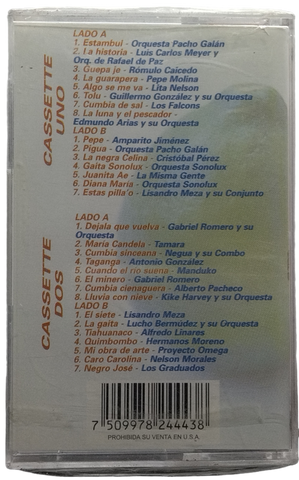 CASSETTE UNO
LADO A
1. Estambul - Orquesta Pacho Galán
2. La historia - Luis Carlos Meyer y
Orq. de Rafael de Paz
3. Guepa je - Rómulo Caicedo
4. La guarapera - Pepe Molina
5. Algo se me va - Lita Nelson
6. Tolu - Guillermo González y su Orquesta
7. Cumbia de sal - Los Falcons
8. La luna y el pescador -
Edmundo Arias y su Orquesta
LADO B
1. Pepe - Amparito Jiménez
2. Pigua - Orquesta Pacho Galán
3. La negra Celina - Cristóbal Pérez
4. Gaita Sonolux - Orquesta Sonolux
5. Juanita Ae - La Misma Gente
6. Diana María - Orquesta Sonolux
7. Estas pilla'o - Lisandro Meza y su Conjunto
CASSETTE DOS
LADO A
1. Dejala que vuelva - Gabriel Romero y su
Orquesta
2. María Candela - Tamara
3. Cumbia sinceana - Negua y su Combo
4. Taganga - Antonio González
5. Cuando el río suena - Manduko
6. El minero - Gabriel Romero
7. Cumbia cienaguera - Alberto Pacheco
8. Lluvia con nieve - Kike Harvey y su Orquesta
LADO B
1. El siete - Lisandro Meza
2. La gaita - Lucho Bermúdez y su Orquesta
3. Tiahuanaco - Alfredo Linares
4. Quimbombo - Hermanos Moreno
5. Mi obra de arte - Proyecto Omega
6. Caro Carolina - Nelson Morales
7. Negro José - Los Graduados
7 509978 244438
PROHIBIDA SU VENTA EN U.S.A.